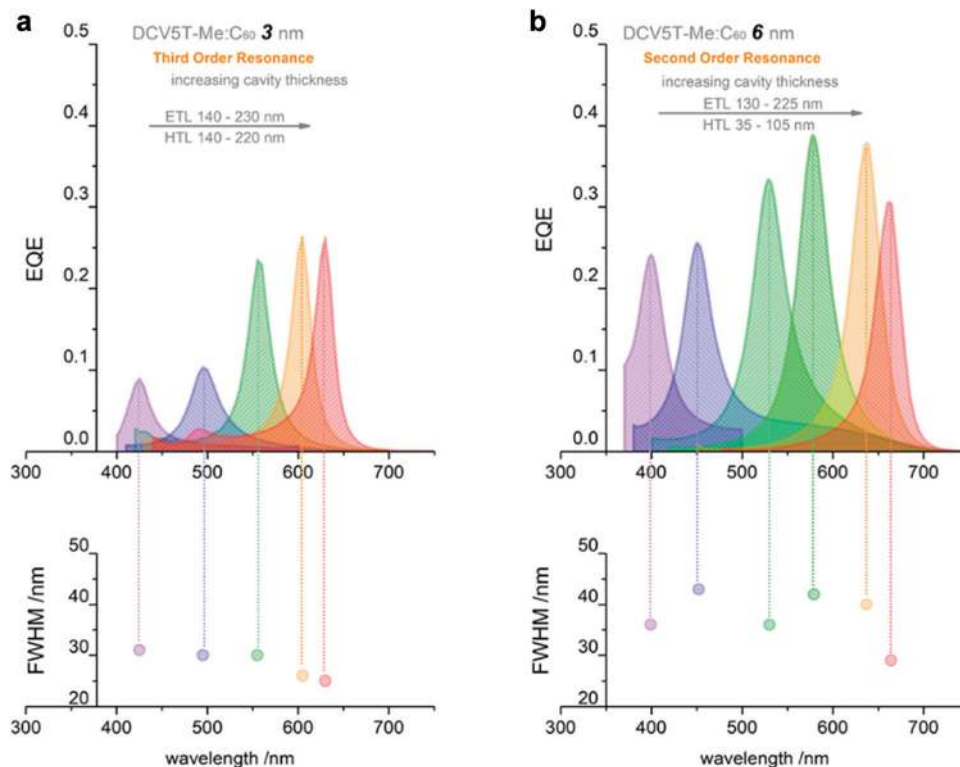 a
DCV5T-Me:C₆₀ 3 nm
Third Order Resonance
increasing cavity thickness
ETL 140 - 230 nm
HTL 140 - 220 nm
EQE
0.5
0.4
0.3
0.2
0.1
0.0
300 400 500 600 700
FWHM /nm
50
40
30
20
300 400 500 600 700
wavelength /nm
b
DCV5T-Me:C₆₀ 6 nm
Second Order Resonance
increasing cavity thickness
ETL 130 - 225 nm
HTL 35 - 105 nm
EQE
0.5
0.4
0.3
0.2
0.1
0.0
300 400 500 600 700
FWHM /nm
50
40
30
20
300 400 500 600 700
wavelength /nm